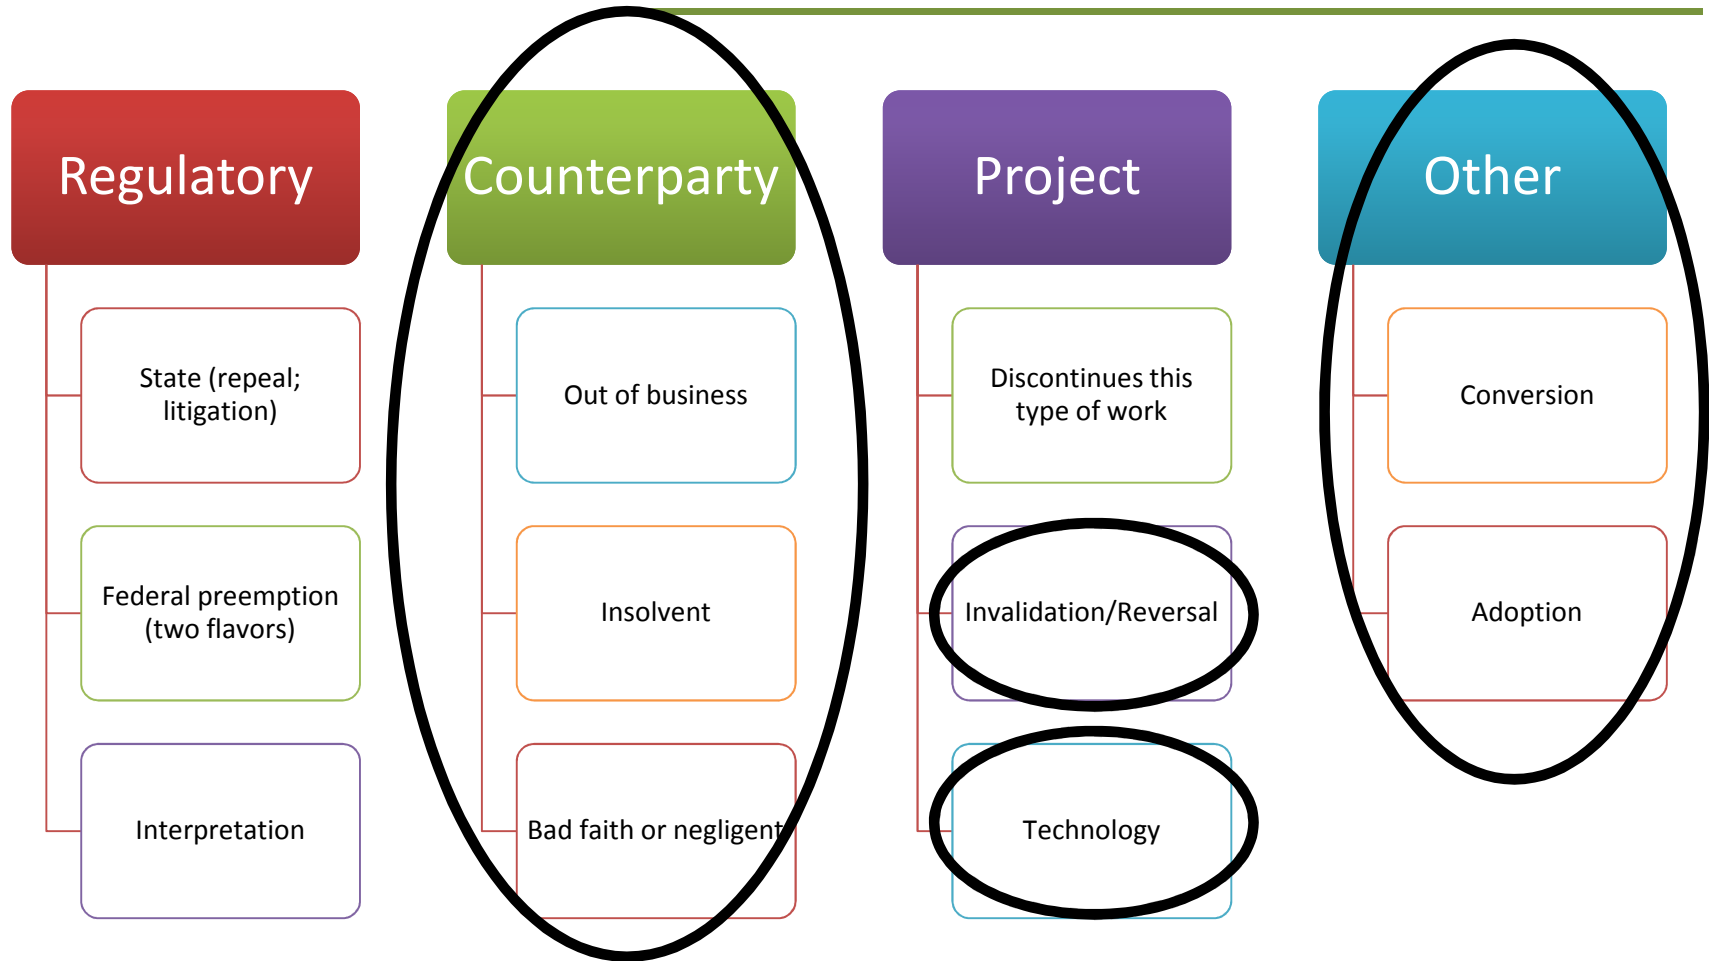 Regulatory
State (repeal;
litigation)
Federal preemption
(two flavors)
Interpretation
Counterparty
Out of business
Insolvent
Bad faith or negligent
Project
Discontinues this
type of work
Invalidation/Reversal
Technology
Other
Conversion
Adoption